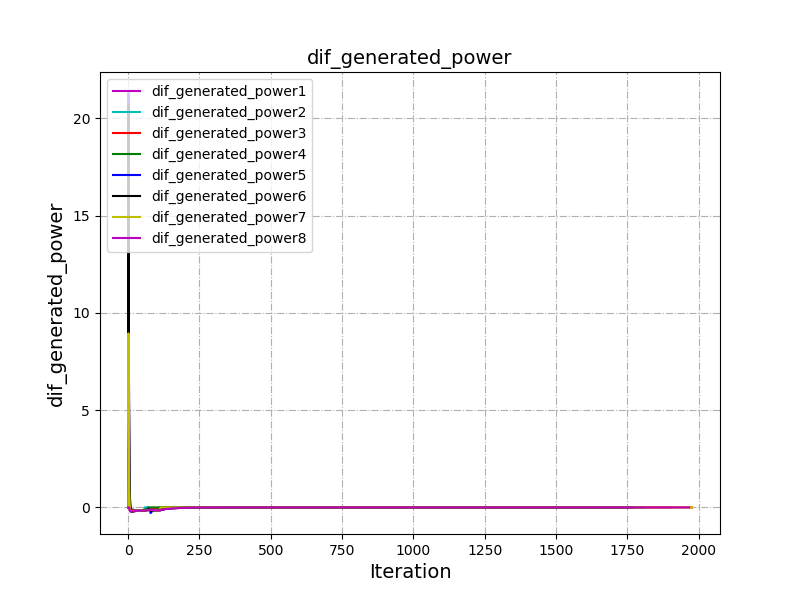 dif_generated_power
dif_generated_power1
dif_generated_power2
dif_generated_power3
dif_generated_power4
dif_generated_power5
dif_generated_power6
dif_generated_power7
dif_generated_power8
dif_generated_power
20
15
10
5
0
0 250 500 750 1000 1250 1500 1750 2000
Iteration